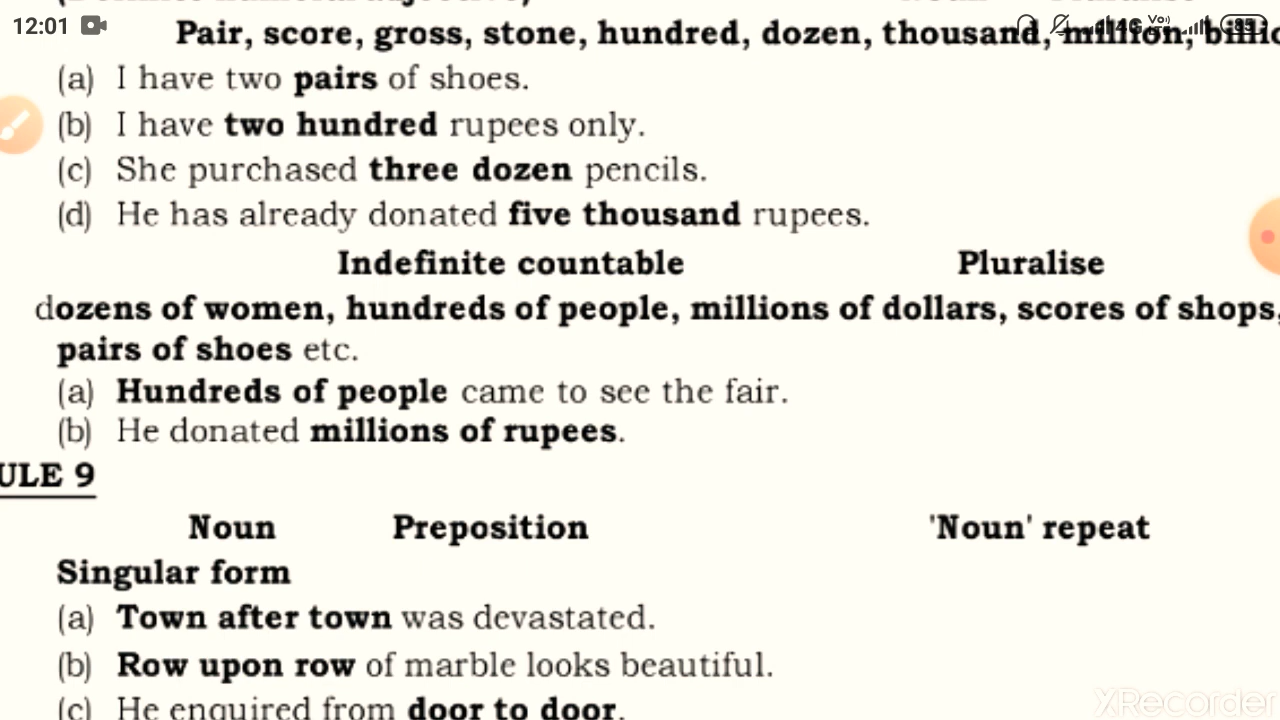 12:01 4G Vo)) LTE 85
Pair, score, gross, stone, hundred, dozen, thousand, million,
(a) I have two pairs of shoes.
(b) I have two hundred rupees only.
(c) She purchased three dozen pencils.
(d) He has already donated five thousand rupees.
Indefinite countable Pluralise
dozens of women, hundreds of people, millions of dollars, scores of shops,
pairs of shoes etc.
(a) Hundreds of people came to see the fair.
(b) He donated millions of rupees.
ULE 9
Noun Preposition 'Noun' repeat
Singular form
(a) Town after town was devastated.
(b) Row upon row of marble looks beautiful.
(c) He enquired from door to door.
XRecorder